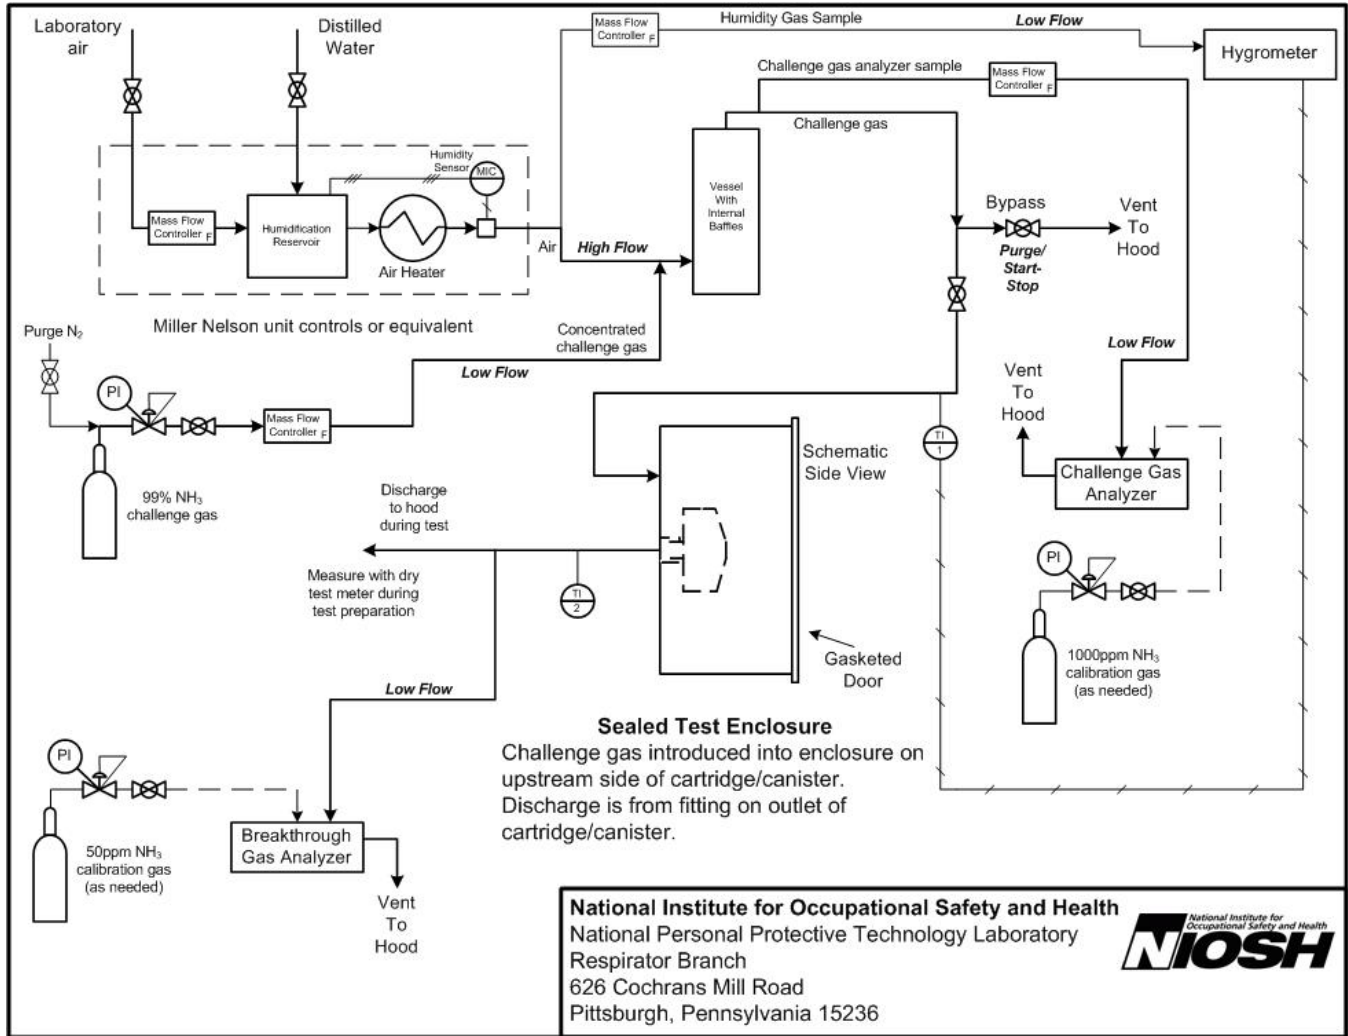 Laboratory
air
Distilled
Water
Mass Flow
Controller F
Humidity Gas Sample
Low Flow
Hygrometer
Challenge gas analyzer sample
Mass Flow
Controller F
Challenge gas
Humidity
Sensor
MIC
Vessel
With
Internal
Baffles
Mass Flow
Controller F
Humidification
Reservoir
Air Heater
Air
High Flow
Bypass
Purge/
Start-
Stop
Vent
To
Hood
Miller Nelson unit controls or equivalent
Purge N₂
Concentrated
challenge gas
Low Flow
Low Flow
PI
Mass Flow
Controller F
99% NH₃
challenge gas
Vent
To
Hood
TI
1
Schematic
Side View
Challenge Gas
Analyzer
Discharge
to hood
during test
Measure with dry
test meter during
test preparation
TI
2
PI
1000ppm NH₃
calibration gas
(as needed)
Gasketed
Door
Low Flow
Sealed Test Enclosure
Challenge gas introduced into enclosure on
upstream side of cartridge/canister.
Discharge is from fitting on outlet of
cartridge/canister.
PI
50ppm NH₃
calibration gas
(as needed)
Breakthrough
Gas Analyzer
Vent
To
Hood
National Institute for Occupational Safety and Health
National Personal Protective Technology Laboratory
Respirator Branch
626 Cochrans Mill Road
Pittsburgh, Pennsylvania 15236
National Institute for
Occupational Safety and Health
NIOSH